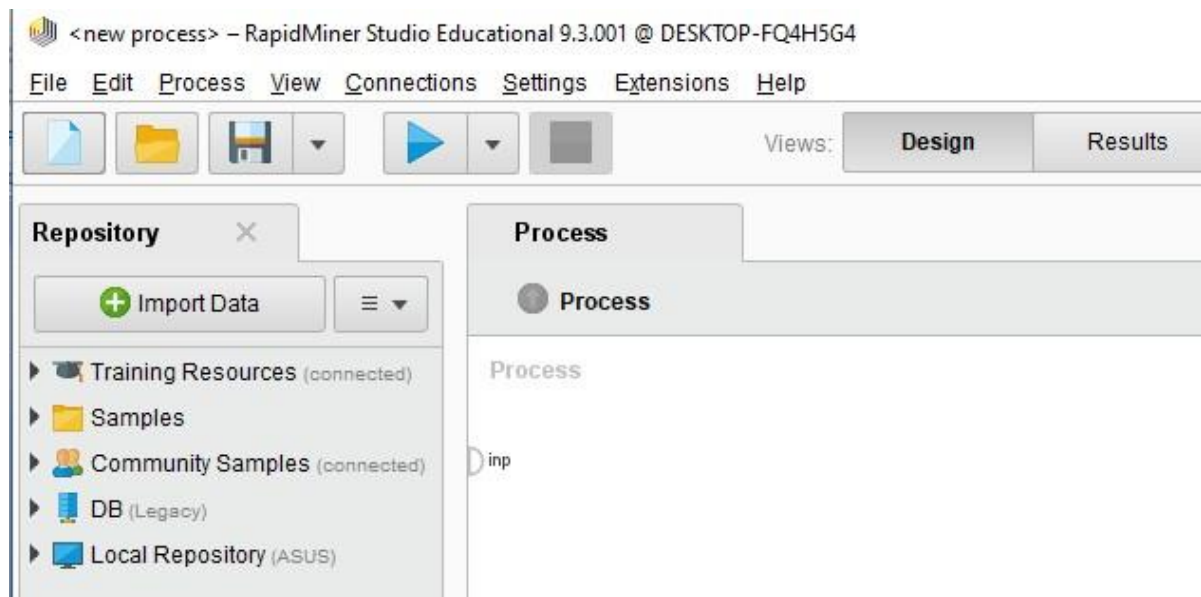 <new process> – RapidMiner Studio Educational 9.3.001 @ DESKTOP-FQ4H5G4
File Edit Process View Connections Settings Extensions Help
Views: Design Results
Repository
Process
Import Data
Process
Training Resources (connected)
Process
Samples
Community Samples (connected)
inp
DB (Legacy)
Local Repository (ASUS)